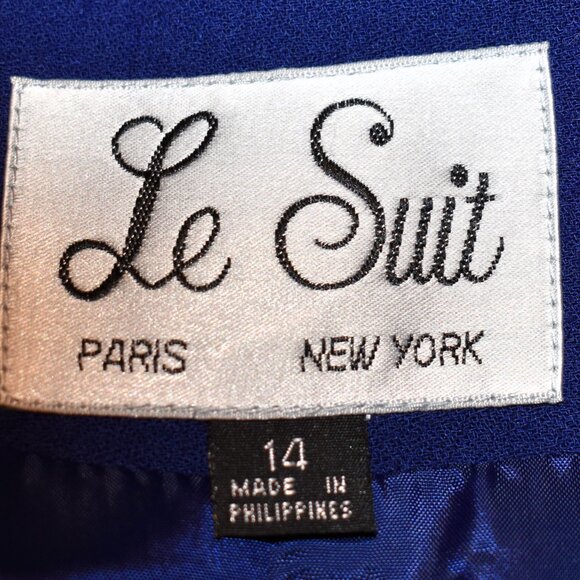 Le Suit
PARIS NEW YORK
14
MADE IN
PHILIPPINES